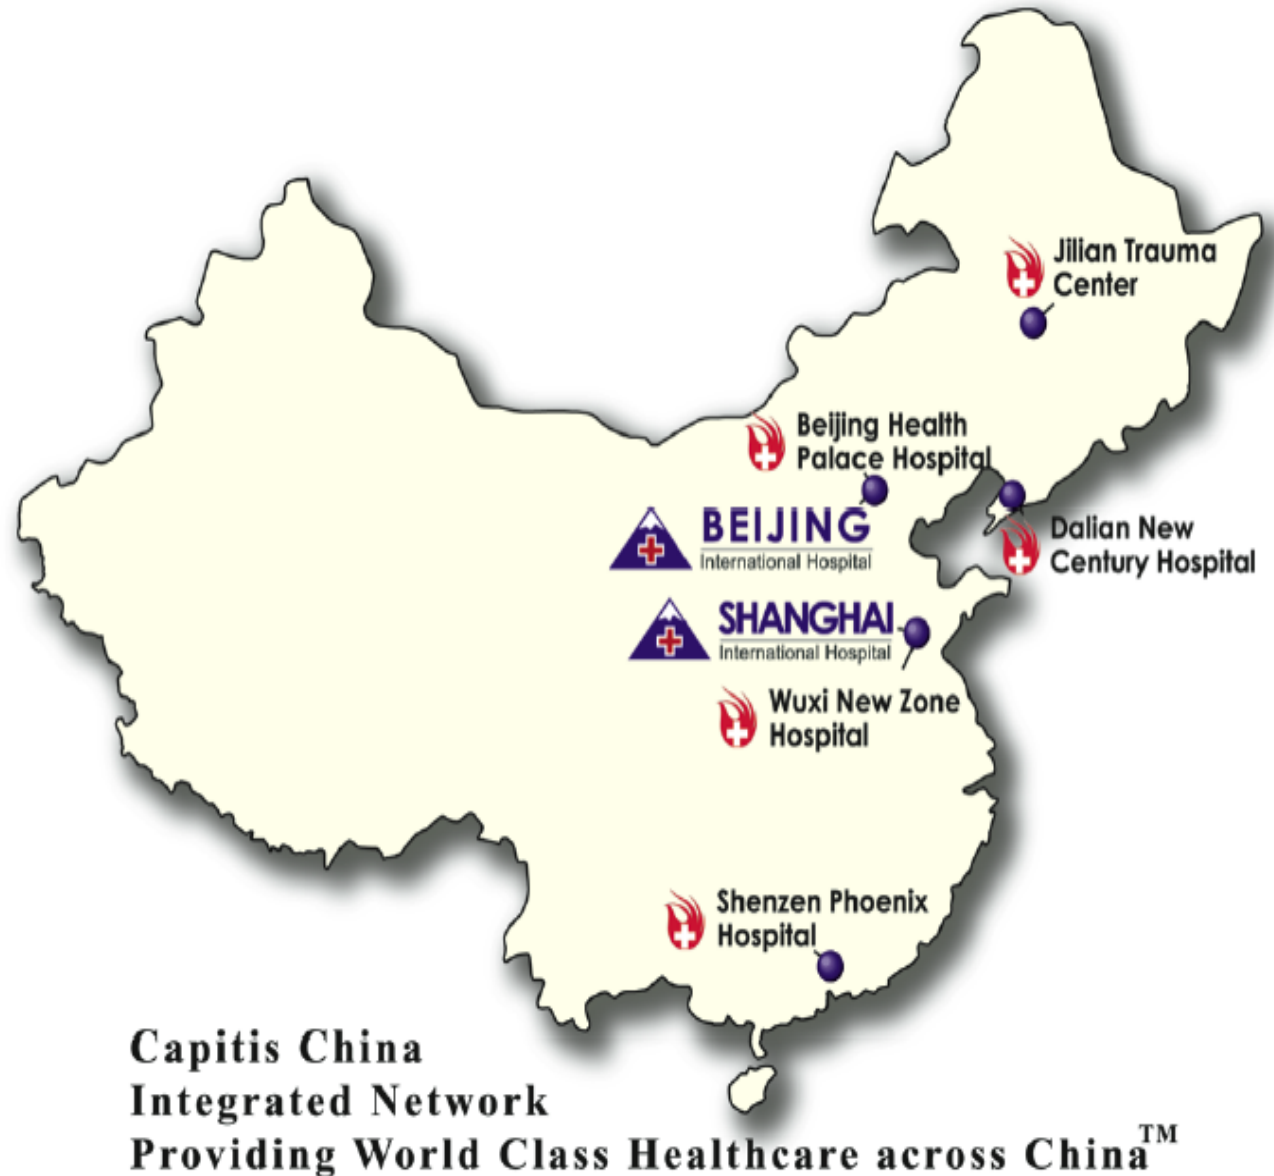 Jilian Trauma
Center
Beijing Health
Palace Hospital
BEIJING
International Hospital
Dalian New
Century Hospital
SHANGHAI
International Hospital
Wuxi New Zone
Hospital
Shenzen Phoenix
Hospital
Capitis China
Integrated Network
Providing World Class Healthcare across China™